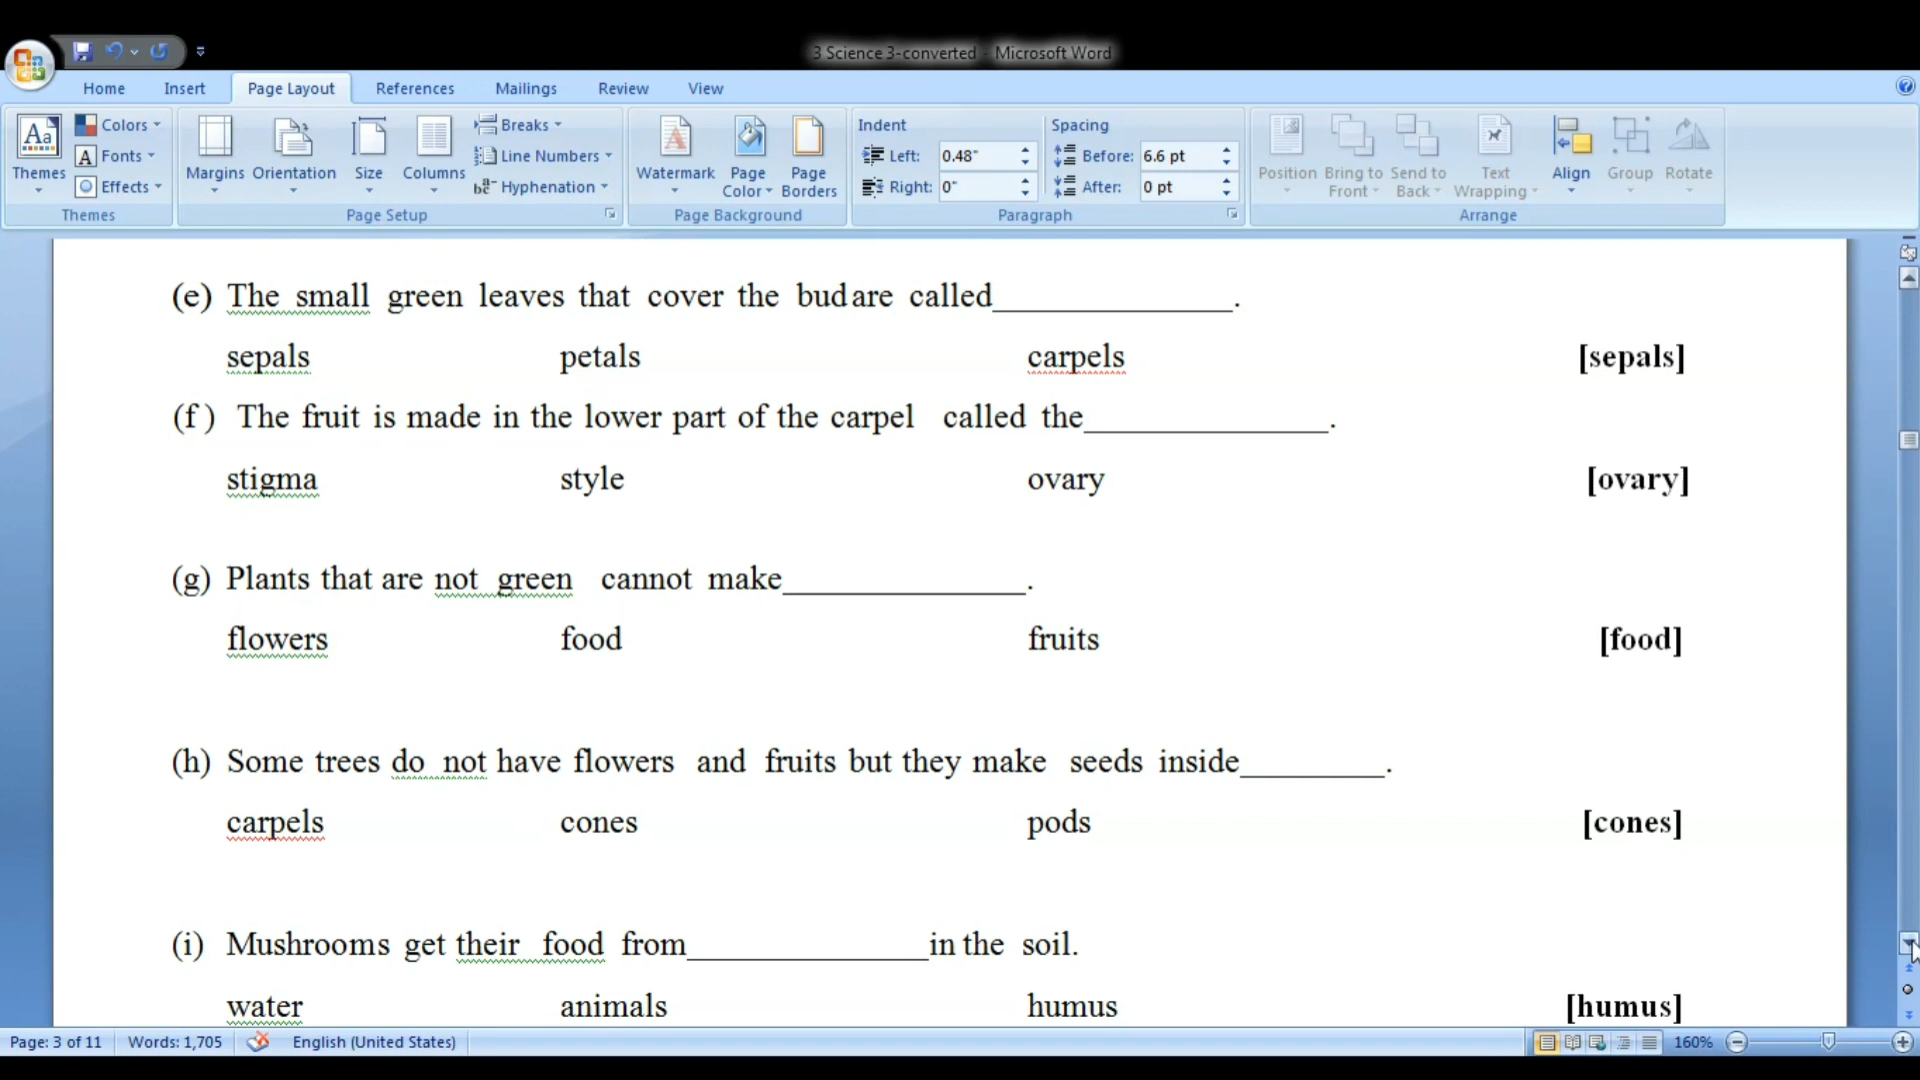 3 Science 3-converted - Microsoft Word
Home Insert Page Layout References Mailings Review View
Themes Colors Fonts Effects Themes
Margins Orientation Size Columns Breaks Line Numbers Hyphenation Page Setup
Watermark Page Color Page Borders Page Background
Indent Left: 0.48" Right: 0" Spacing Before: 6.6 pt After: 0 pt Paragraph
Position Bring to Front Send to Back Text Wrapping Align Group Rotate Arrange
(e) The small green leaves that cover the bud are called______________.
sepals petals carpels [sepals]
(f ) The fruit is made in the lower part of the carpel called the______________.
stigma style ovary [ovary]
(g) Plants that are not green cannot make______________.
flowers food fruits [food]
(h) Some trees do not have flowers and fruits but they make seeds inside_________.
carpels cones pods [cones]
(i) Mushrooms get their food from______________in the soil.
water animals humus [humus]
Page: 3 of 11 Words: 1,705 English (United States) 160%